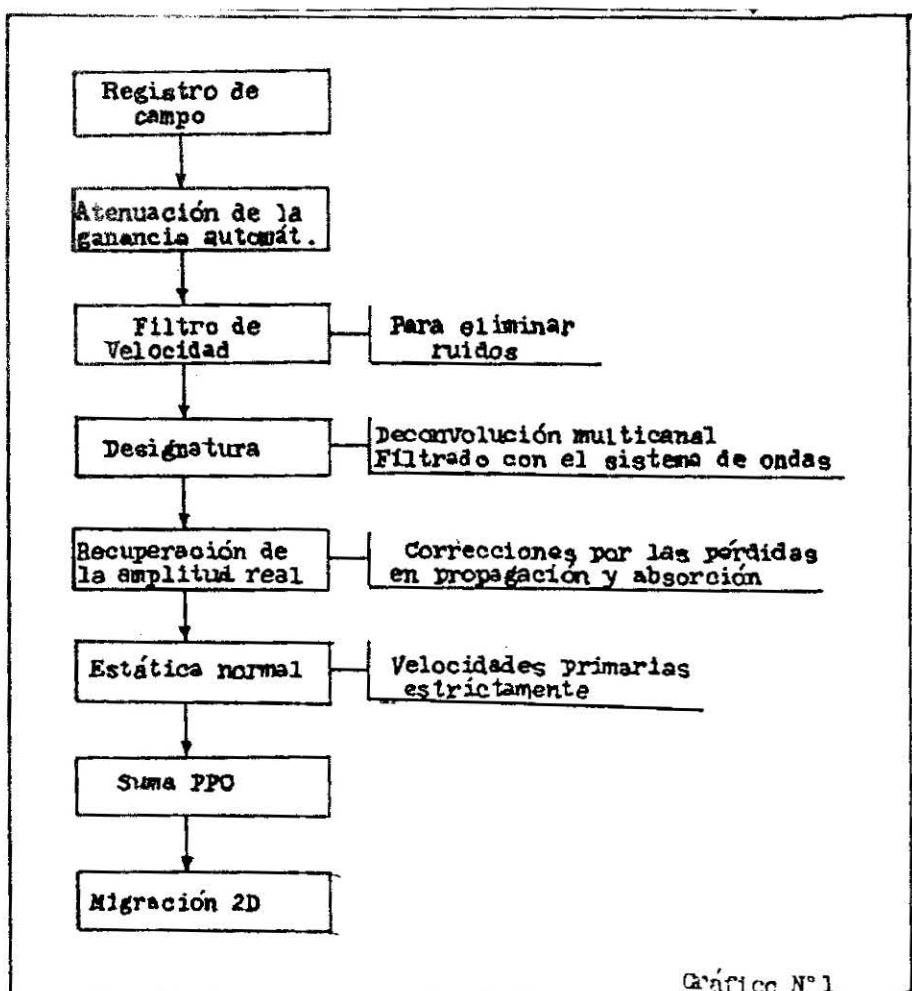 Registro de
campo
Atenuación de la
ganancia automát.
Filtro de
Velocidad
Para eliminar
ruidos
Designatura
Deconvolución multicanal
Filtrado con el sistema de ondas
Recuperación de
la amplitud real
Correcciones por las pérdidas
en propagación y absorción
Estática normal
Velocidades primarias
estrictamente
Suma PPC
Migración 2D
Gráfico N°1